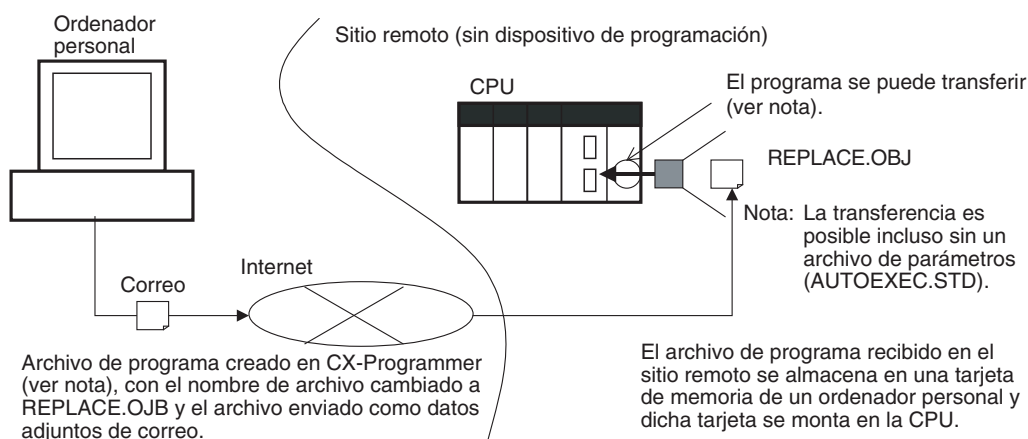 Ordenador
personal
Sitio remoto (sin dispositivo de programación)
CPU
El programa se puede transferir
(ver nota).
REPLACE.OBJ
Nota: La transferencia es
posible incluso sin un
archivo de parámetros
(AUTOEXEC.STD).
Internet
Correo
Archivo de programa creado en CX-Programmer
(ver nota), con el nombre de archivo cambiado a
REPLACE.OJB y el archivo enviado como datos
adjuntos de correo.
El archivo de programa recibido en el
sitio remoto se almacena en una tarjeta
de memoria de un ordenador personal y
dicha tarjeta se monta en la CPU.